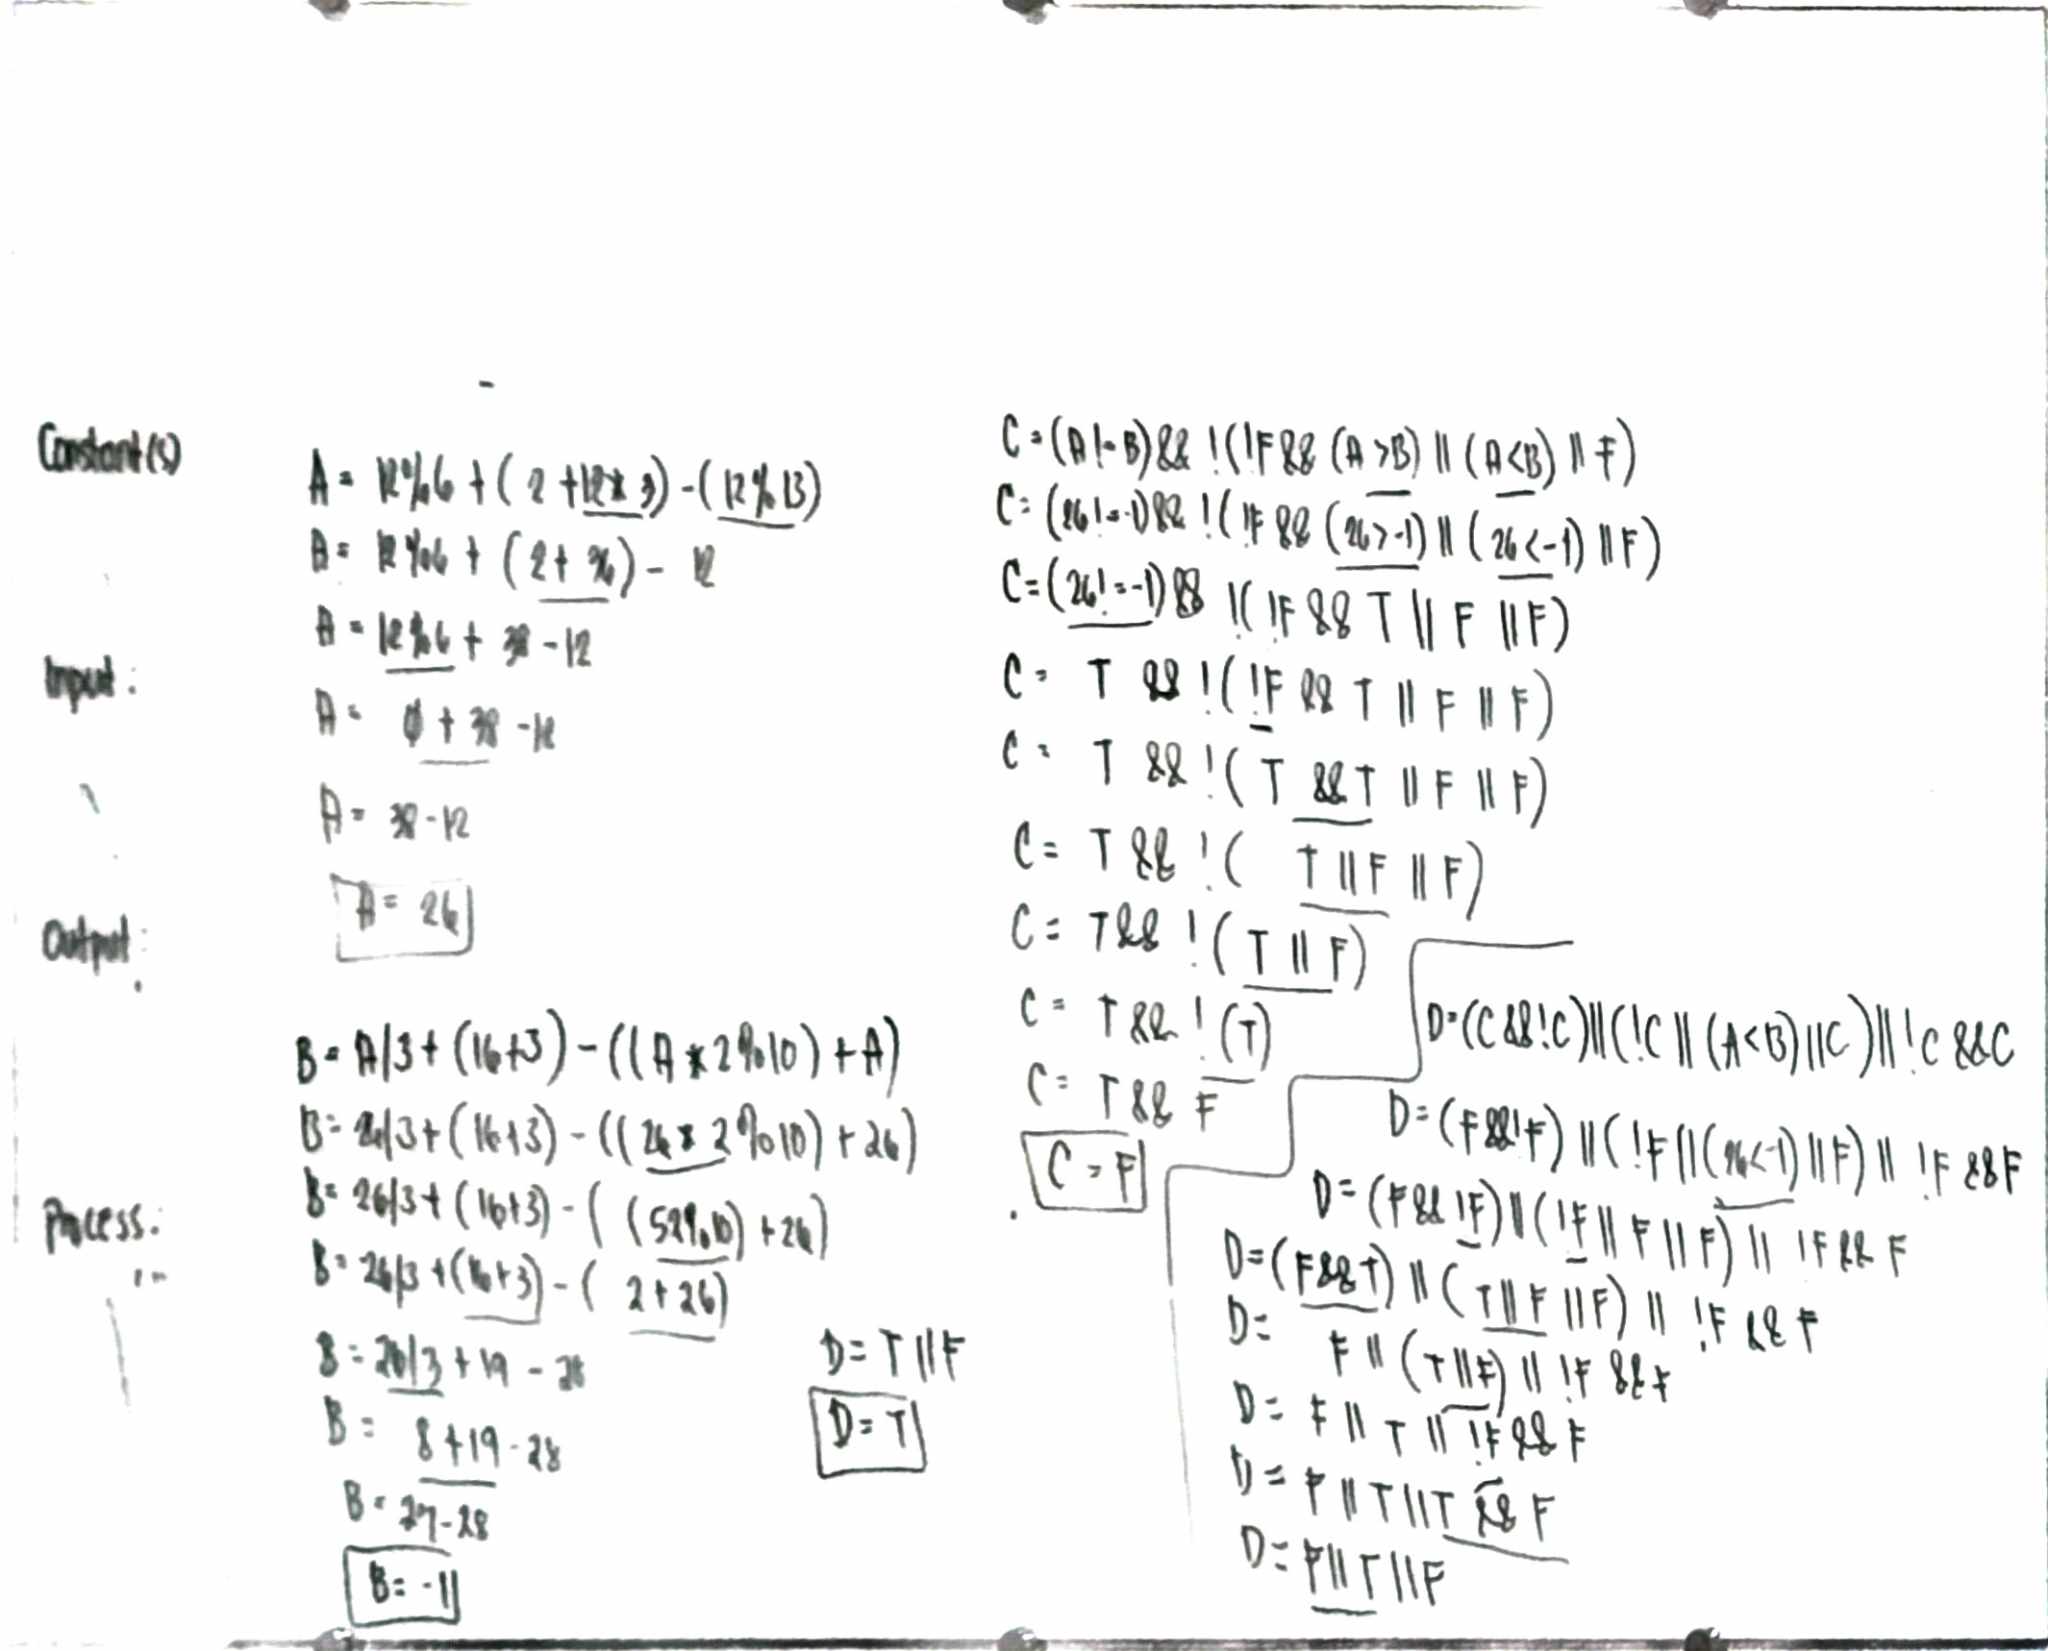 Constant(s)
Input:
Output:
Process:
A = 12%6 + ( 2 +12* 3) - ( 12% 13)
A = 12%6 + ( 2 + 36) - 12
A = 12%6 + 38 - 12
A = 0 + 38 - 12
A = 38 - 12
A = 26
B = A/3 + (16+3) - ((A * 2%10) + A)
B = 26/3 + (16+3) - ((26 * 2%10) + 26)
B = 26/3 + (16+3) - ( (52%10) + 26)
B = 26/3 + (16+3) - ( 2 + 26)
B = 26/3 + 19 - 28
B = 8 + 19 - 28
B = 27 - 28
B = -1
C = (A != B) && !(!F && (A >B) || (A<B) || F)
C = (26 != -1) && !( !F && (26 > -1) || ( 26 < -1) || F)
C = (26! = -1) && !( !F && T || F || F)
C = T && !( !F && T || F || F)
C = T && !( T && T || F || F)
C = T && !( T || F || F)
C = T && !( T || F)
C = T && ! (T)
C = T && F
C = F
D = (C && !C) || (!C || (A<B) || C) || !C && C
D = (F && !F) || ( !F || (26<-1) || F) || !F && F
D = (F && !F) || ( !F || F || F) || !F && F
D = (F && T) || ( T || F || F) || !F && F
D = F || (T || F) || !F && F
D = F || T || !F && F
D = F || T || T && F
D = F || T || F
D = T || F
D = T